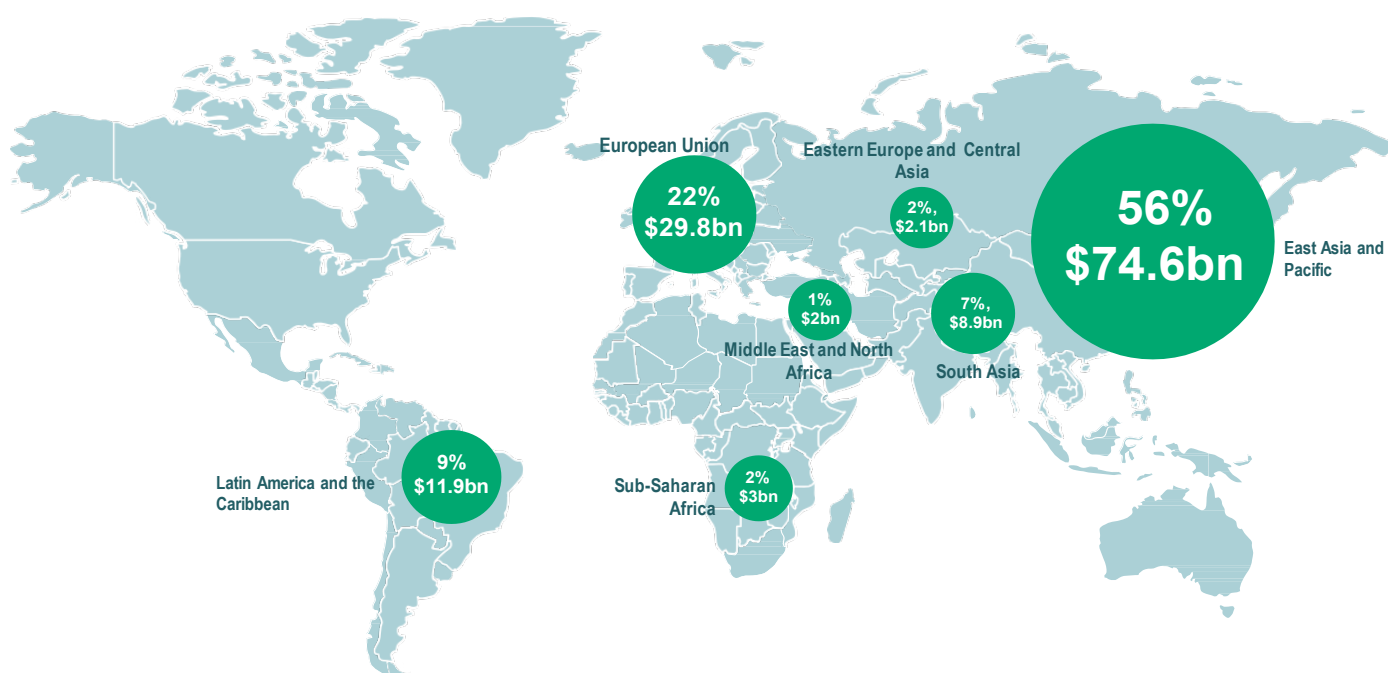 European Union
22%
$29.8bn
Eastern Europe and Central
Asia
2%,
$2.1bn
56%
$74.6bn
East Asia and
Pacific
1%
$2bn
Middle East and North
Africa
7%,
$8.9bn
South Asia
9%
$11.9bn
Latin America and the
Caribbean
2%
$3bn
Sub-Saharan
Africa